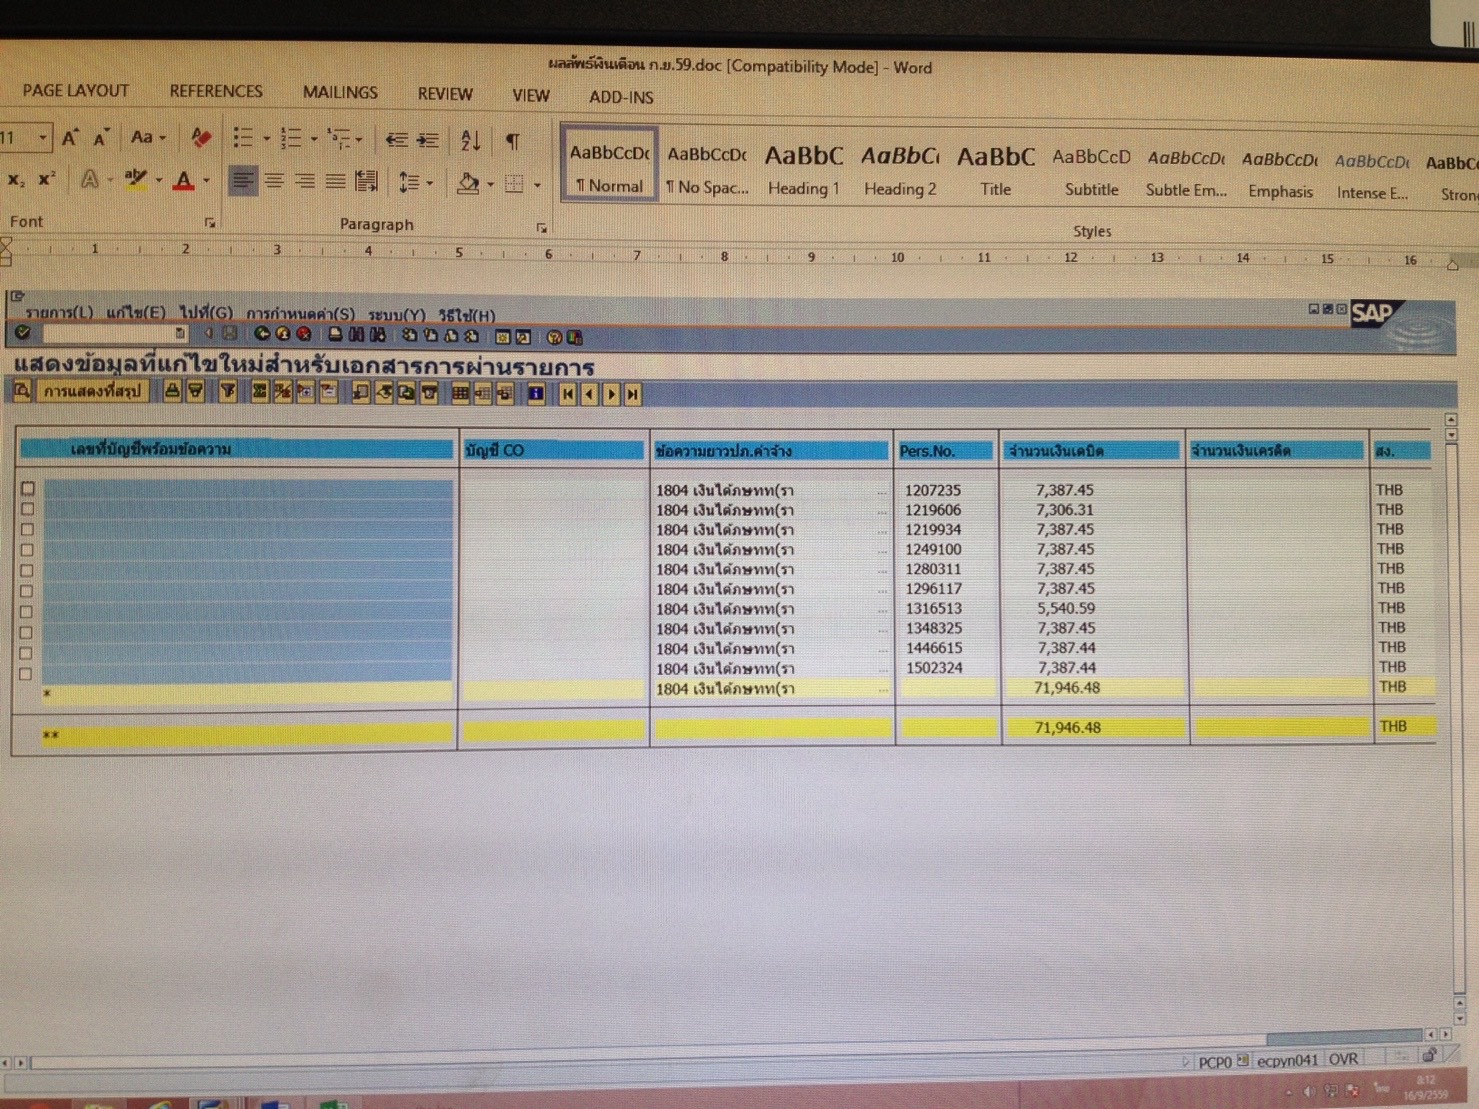 ผลลัพธ์เงินเดือน ก.ย.59.doc [Compatibility Mode] - Word
PAGE LAYOUT REFERENCES MAILINGS REVIEW VIEW ADD-INS
11 Aa
AaBbCcDc AaBbCcDc AaBbC AaBbCc AaBbC AaBbCcD AaBbCcDc AaBbCcDc AaBbCcDc AaBbCc
¶ Normal ¶ No Spac... Heading 1 Heading 2 Title Subtitle Subtle Em... Emphasis Intense E... Stron
Font Paragraph Styles
1 2 3 4 5 6 7 8 9 10 11 12 13 14 15 16
รายการ(L) แก้ไข(E) ไปที่(G) การกำหนดค่า(S) ระบบ(Y) วิธีใช้(H)
SAP
แสดงข้อมูลที่แก้ไขใหม่สำหรับเอกสารการผ่านรายการ
การแสดงที่สรุป
เลขที่บัญชีพร้อมข้อความ บัญชี CO ข้อความยาวปภ.ค่าจ้าง Pers.No. จำนวนเงินเดบิต จำนวนเงินเครดิต สง.
1804 เงินได้ภษทท(รา ... 1207235 7,387.45 THB
1804 เงินได้ภษทท(รา ... 1219606 7,306.31 THB
1804 เงินได้ภษทท(รา ... 1219934 7,387.45 THB
1804 เงินได้ภษทท(รา ... 1249100 7,387.45 THB
1804 เงินได้ภษทท(รา ... 1280311 7,387.45 THB
1804 เงินได้ภษทท(รา ... 1296117 7,387.45 THB
1804 เงินได้ภษทท(รา ... 1316513 5,540.59 THB
1804 เงินได้ภษทท(รา ... 1348325 7,387.45 THB
1804 เงินได้ภษทท(รา ... 1446615 7,387.44 THB
1804 เงินได้ภษทท(รา ... 1502324 7,387.44 THB
* 1804 เงินได้ภษทท(รา ... 71,946.48 THB
** 71,946.48 THB
PCP0 ecpyn041 OVR
8:12
16/9/2559